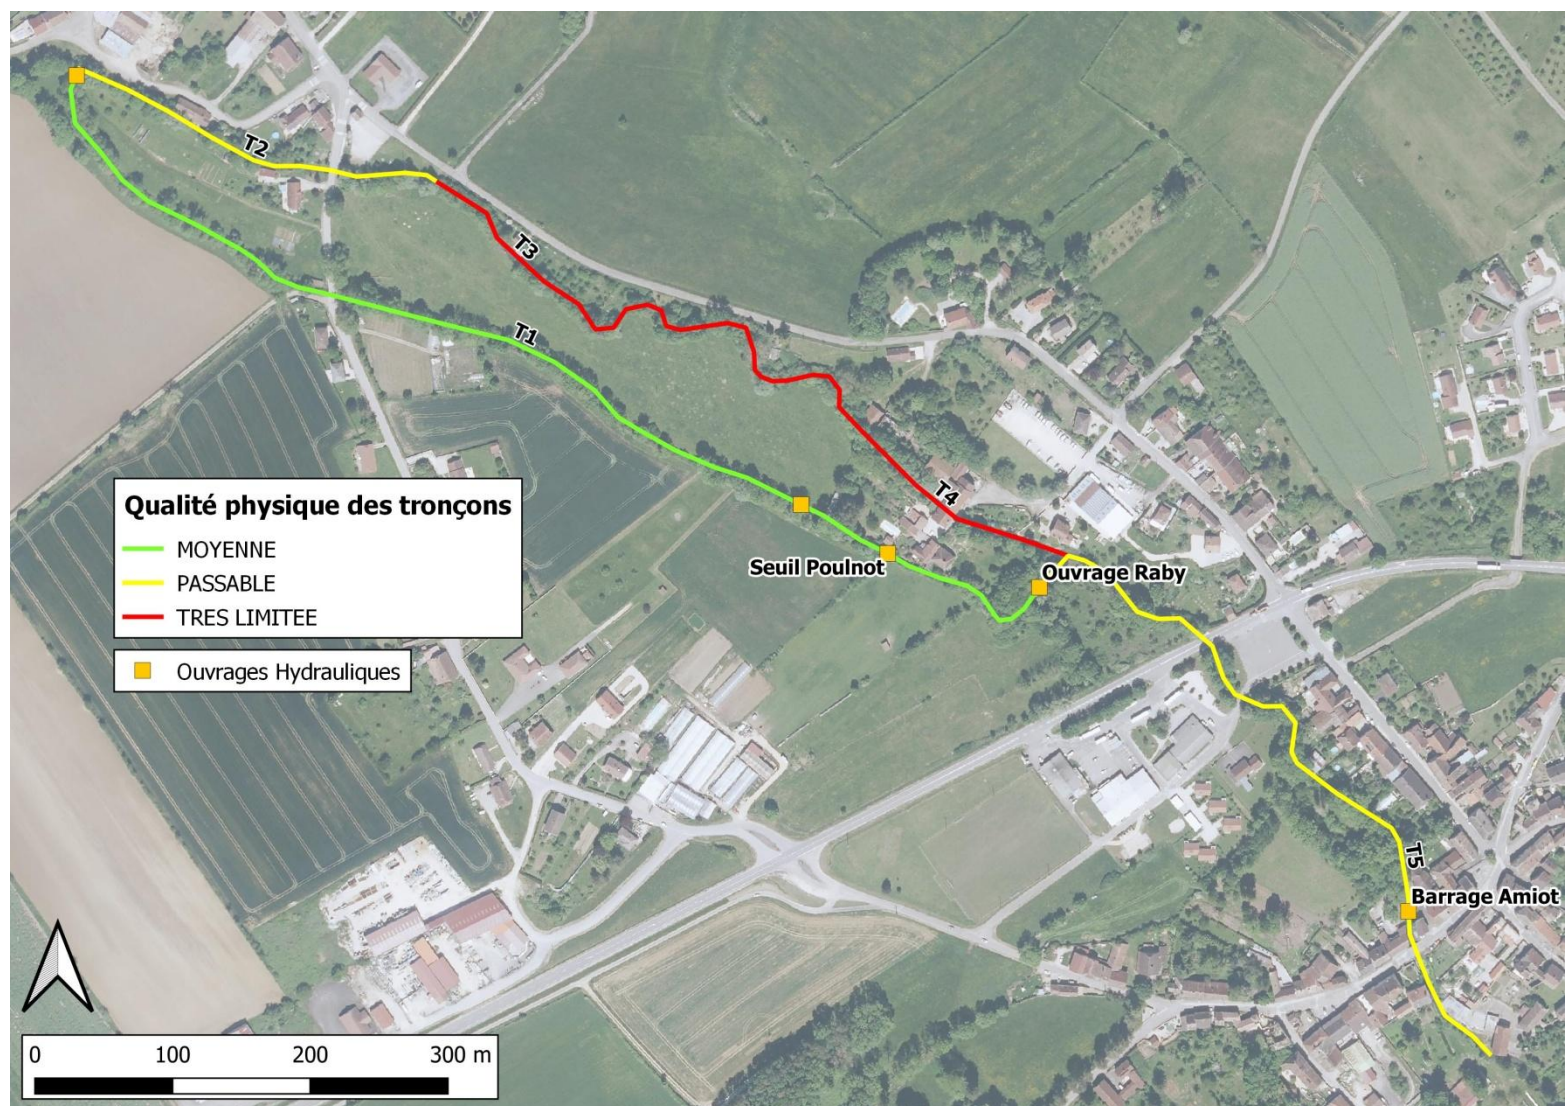 T2
T3
T1
Qualité physique des tronçons
MOYENNE
PASSABLE
TRES LIMITEE
Ouvrages Hydrauliques
T4
Seuil Poulnot
Ouvrage Raby
T5
Barrage Amiot
0 100 200 300 m